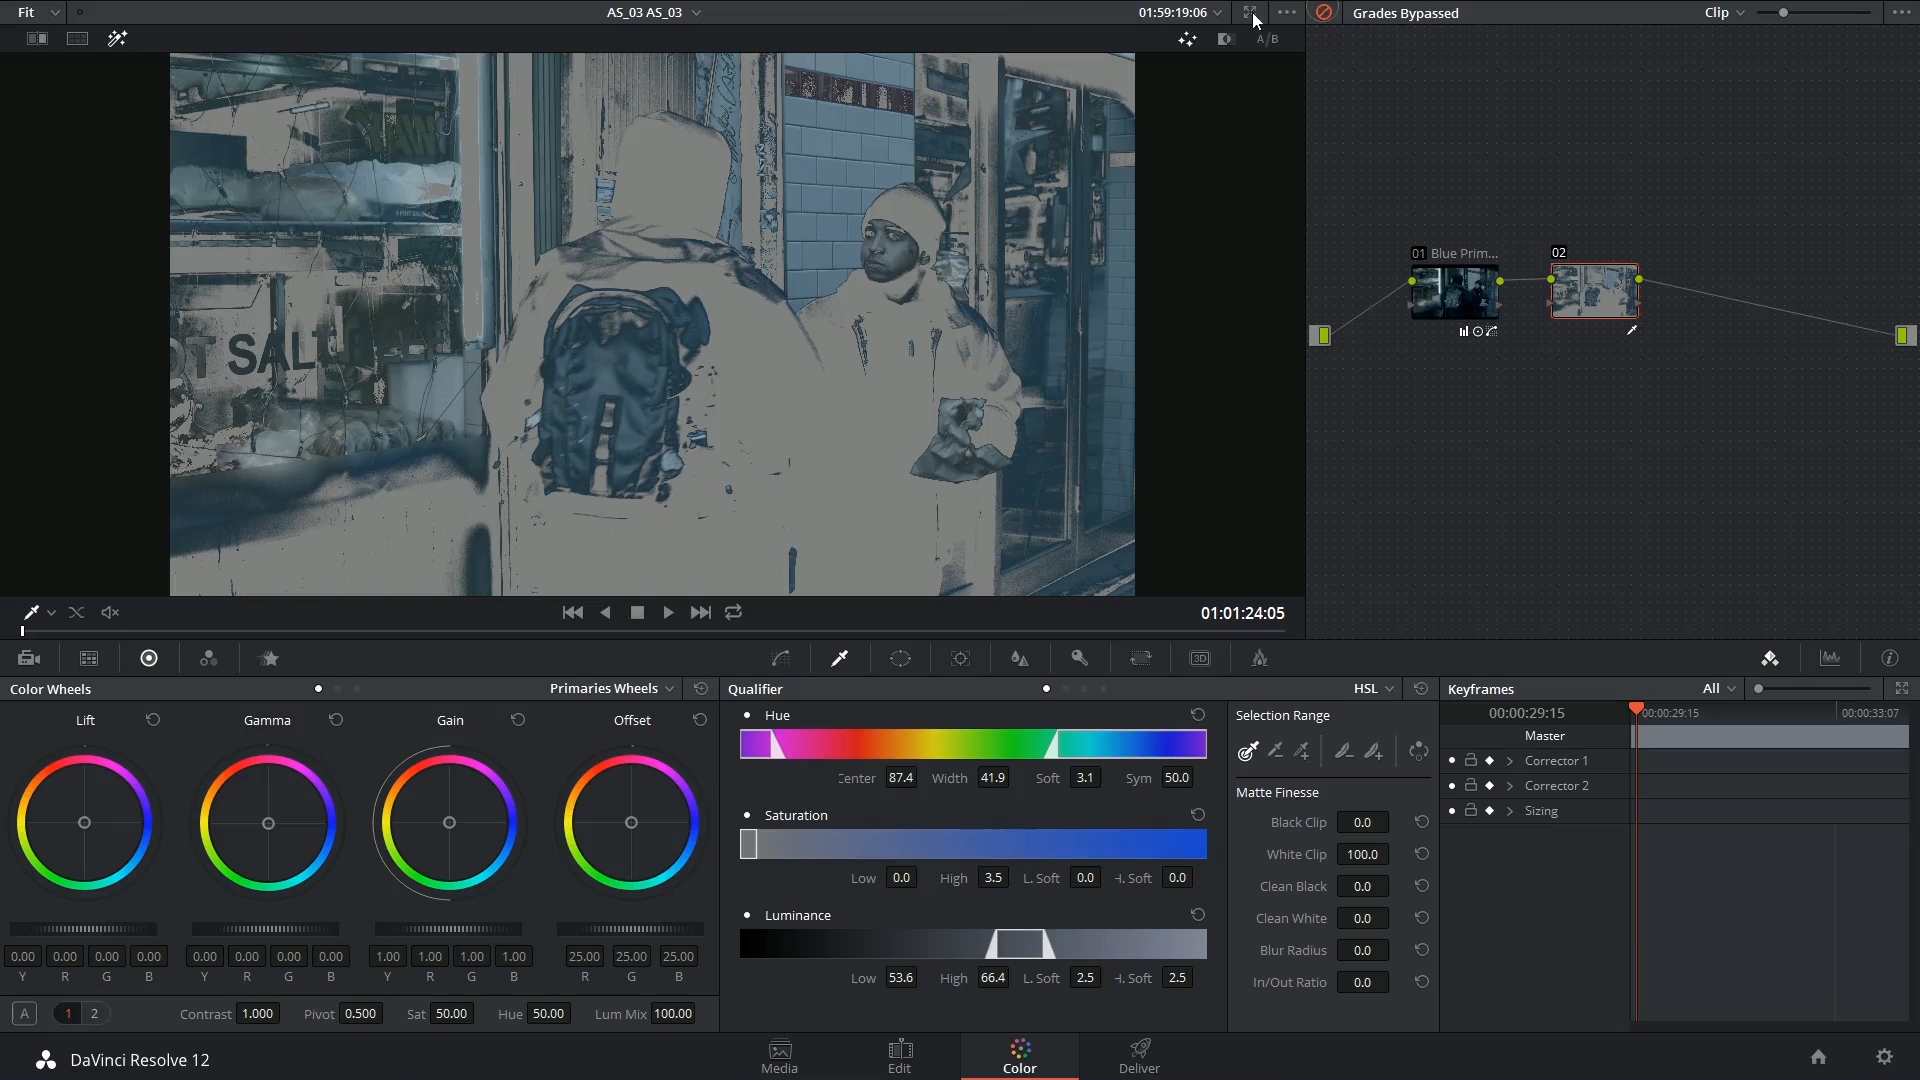 Fit
AS_03 AS_03
01:59:19:06
Grades Bypassed
Clip
A/B
OT SALT
01 Blue Prim...
02
01:01:24:05
Color Wheels
Primaries Wheels
Lift
Gamma
Gain
Offset
0.00 0.00 0.00 0.00
Y R G B
0.00 0.00 0.00 0.00
Y R G B
1.00 1.00 1.00 1.00
Y R G B
25.00 25.00 25.00
R G B
A 1 2
Contrast 1.000
Pivot 0.500
Sat 50.00
Hue 50.00
Lum Mix 100.00
Qualifier
HSL
Hue
Center 87.4 Width 41.9 Soft 3.1 Sym 50.0
Saturation
Low 0.0 High 3.5 L. Soft 0.0 H. Soft 0.0
Luminance
Low 53.6 High 66.4 L. Soft 2.5 H. Soft 2.5
Selection Range
Matte Finesse
Black Clip 0.0
White Clip 100.0
Clean Black 0.0
Clean White 0.0
Blur Radius 0.0
In/Out Ratio 0.0
3D
Keyframes
All
00:00:29:15
00:00:29:15
00:00:33:07
Master
Corrector 1
Corrector 2
Sizing
DaVinci Resolve 12
Media
Edit
Color
Deliver